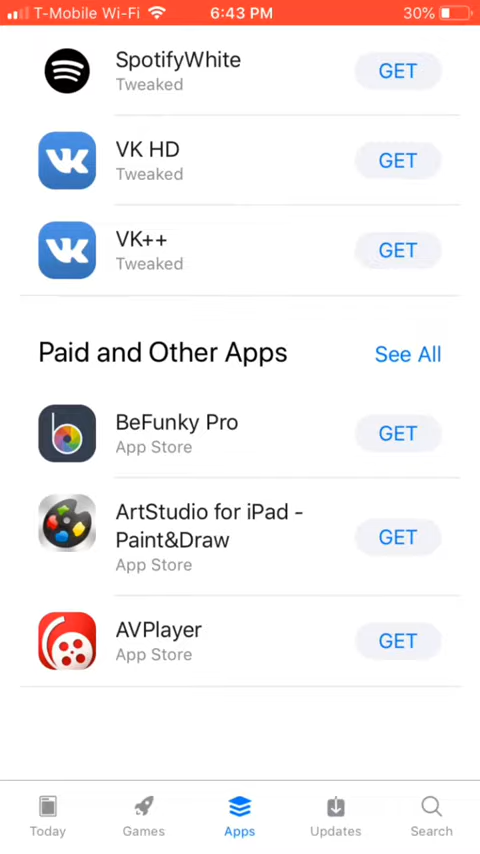 T-Mobile Wi-Fi 6:43 PM 30%
SpotifyWhite
Tweaked
GET
VK HD
Tweaked
GET
VK++
Tweaked
GET
Paid and Other Apps See All
BeFunky Pro
App Store
GET
ArtStudio for iPad -
Paint&Draw
App Store
GET
AVPlayer
App Store
GET
Today Games Apps Updates Search